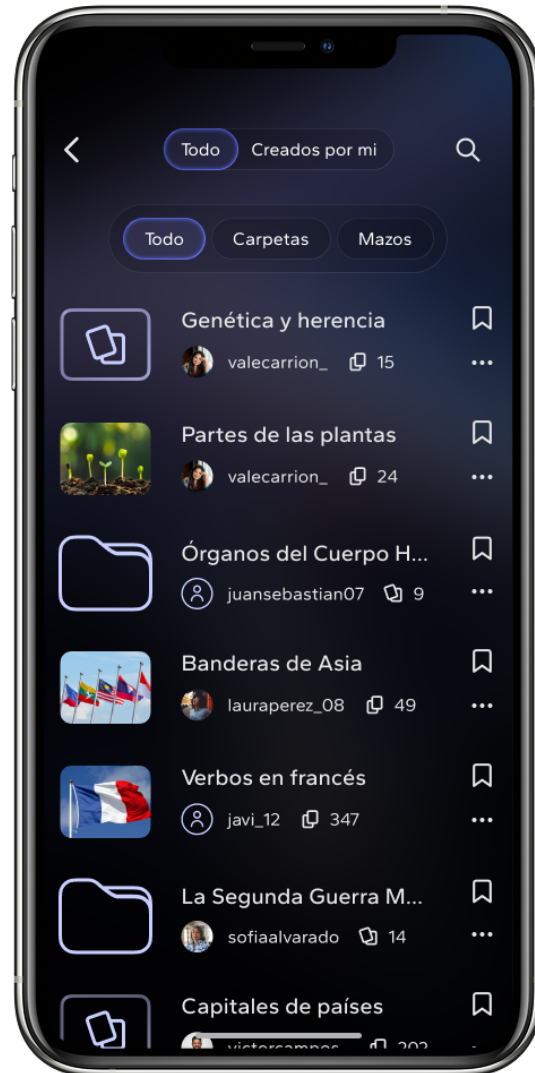 Todo Creados por mi
Todo Carpetas Mazos
Genética y herencia
valecarrion_ 15
Partes de las plantas
valecarrion_ 24
Órganos del Cuerpo H...
juansebastian07 9
Banderas de Asia
lauraperez_08 49
Verbos en francés
javi_12 347
La Segunda Guerra M...
sofiaalvarado 14
Capitales de países
victorcampos 202